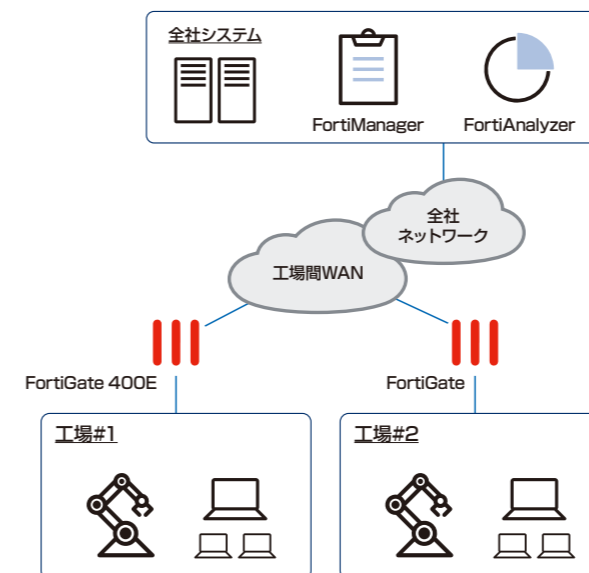 全社システム
FortiManager
FortiAnalyzer
全社
ネットワーク
工場間WAN
FortiGate 400E
FortiGate
工場#1
工場#2